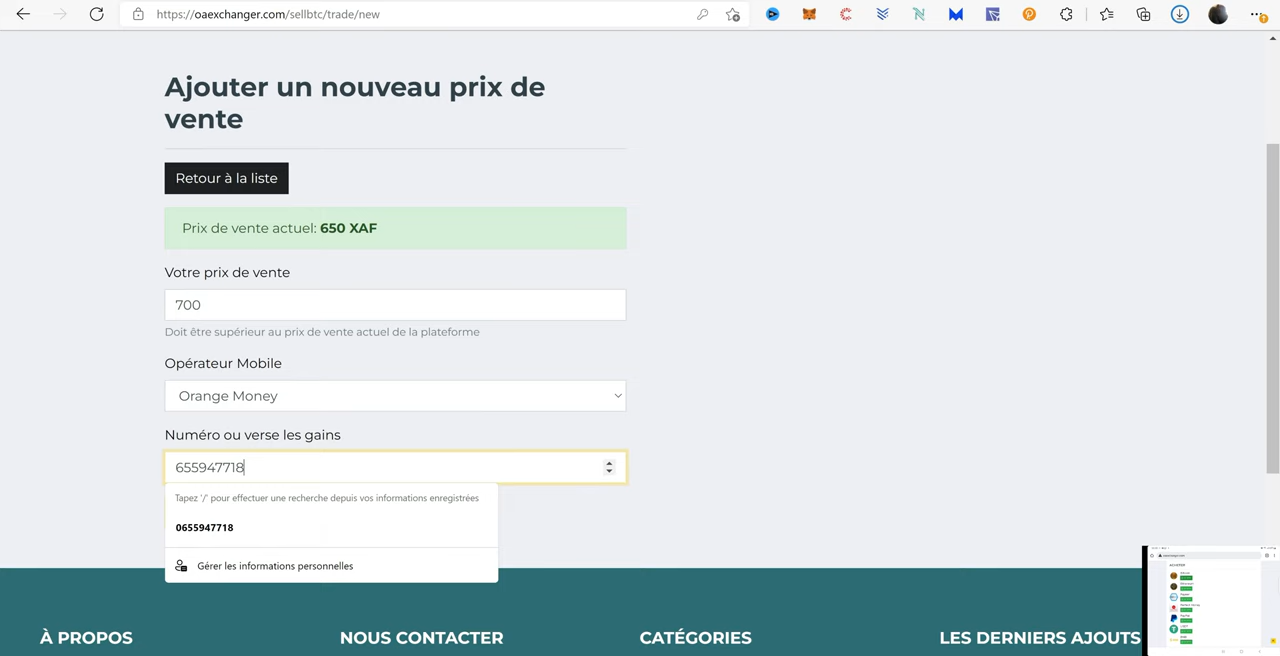 https://oaexchanger.com/sellbtc/trade/new
Ajouter un nouveau prix de
vente
Retour à la liste
Prix de vente actuel: 650 XAF
Votre prix de vente
700
Doit être supérieur au prix de vente actuel de la plateforme
Opérateur Mobile
Orange Money
Numéro ou verse les gains
655947718
Tapez '/' pour effectuer une recherche depuis vos informations enregistrées
0655947718
Gérer les informations personnelles
À PROPOS
NOUS CONTACTER
CATÉGORIES
LES DERNIERS AJOUTS
ACHETER